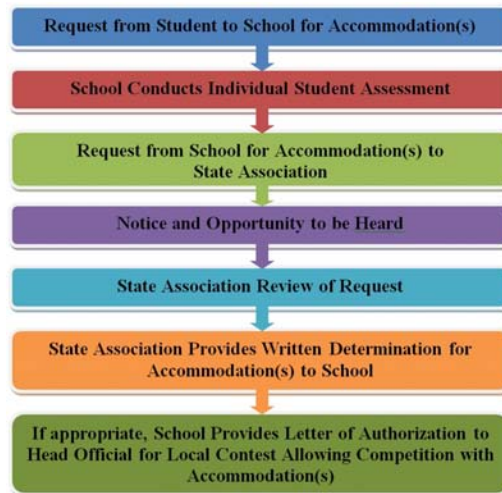 Request from Student to School for Accommodation(s)
School Conducts Individual Student Assessment
Request from School for Accommodation(s) to
State Association
Notice and Opportunity to be Heard
State Association Review of Request
State Association Provides Written Determination for
Accommodation(s) to School
If appropriate, School Provides Letter of Authorization to
Head Official for Local Contest Allowing Competition with
Accommodation(s)